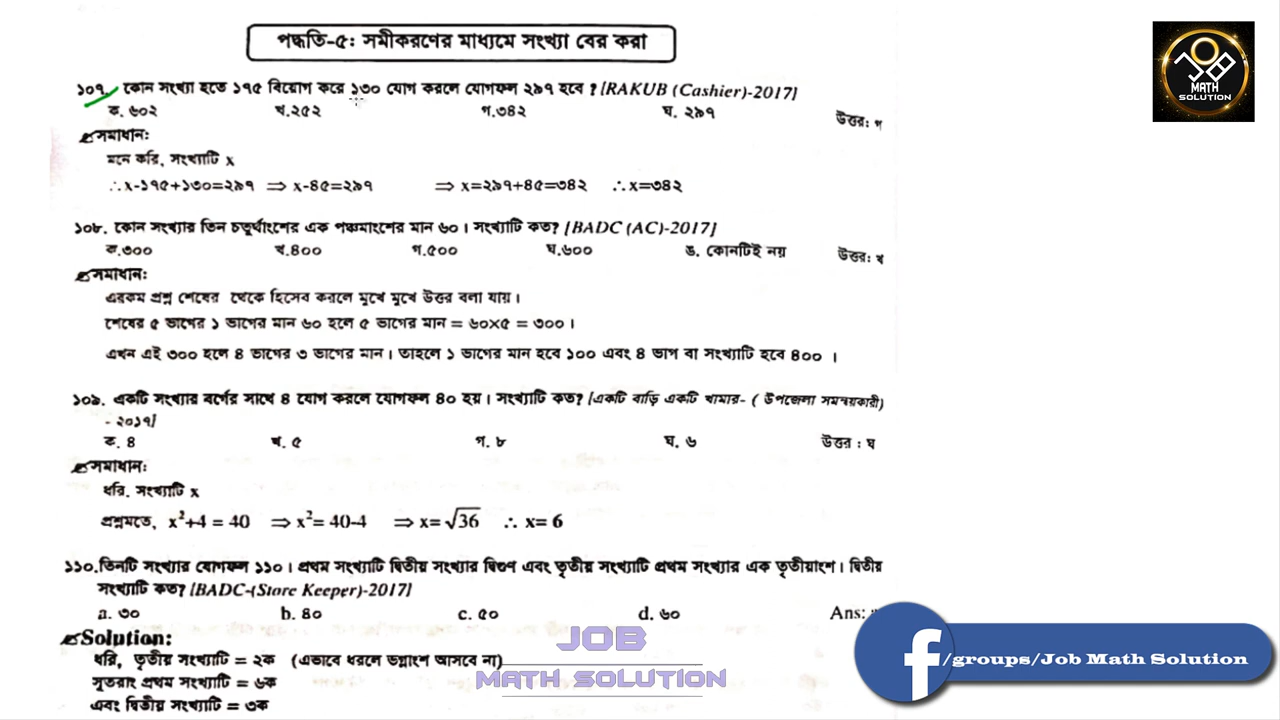 পদ্ধতি-৫: সমীকরণের মাধ্যমে সংখ্যা বের করা
JOB
MATH
SOLUTION
১০৭. কোন সংখ্যা হতে ১৭৫ বিয়োগ করে ১৩০ যোগ করলে যোগফল ২৯৭ হবে ? [RAKUB (Cashier)-2017]
ক. ৬০২ খ.২৫২ গ.৩৪২ ঘ. ২৯৭ উত্তর: গ
সমাধান:
মনে করি, সংখ্যাটি x
∴x-১৭৫+১৩০=২৯৭ ⇒ x-৪৫=২৯৭ ⇒ x=২৯৭+৪৫=৩৪২ ∴x=৩৪২
১০৮. কোন সংখ্যার তিন চতুর্থাংশের এক পঞ্চমাংশের মান ৬০। সংখ্যাটি কত? [BADC (AC)-2017]
ক.৩০০ খ.৪০০ গ.৫০০ ঘ.৬০০ ঙ. কোনটিই নয় উত্তর: খ
সমাধান:
এরকম প্রশ্ন শেষের থেকে হিসেব করলে মুখে মুখে উত্তর বলা যায়।
শেষের ৫ ভাগের ১ ভাগের মান ৬০ হলে ৫ ভাগের মান = ৬০×৫ = ৩০০।
এখন এই ৩০০ হলে ৪ ভাগের ৩ ভাগের মান। তাহলে ১ ভাগের মান হবে ১০০ এবং ৪ ভাগ বা সংখ্যাটি হবে ৪০০ ।
১০৯. একটি সংখ্যার বর্গের সাথে ৪ যোগ করলে যোগফল ৪০ হয়। সংখ্যাটি কত? [একটি বাড়ি একটি খামার- ( উপজেলা সমন্বয়কারী)
- ২০১৭]
ক. ৪ খ. ৫ গ. ৮ ঘ. ৬ উত্তর : ঘ
সমাধান:
ধরি, সংখ্যাটি x
প্রশ্নমতে, x²+4 = 40 ⇒ x²= 40-4 ⇒ x= √36 ∴ x= 6
১১০.তিনটি সংখ্যার যোগফল ১১০। প্রথম সংখ্যাটি দ্বিতীয় সংখ্যার দ্বিগুণ এবং তৃতীয় সংখ্যাটি প্রথম সংখ্যার এক তৃতীয়াংশ। দ্বিতীয়
সংখ্যাটি কত? [BADC-(Store Keeper)-2017]
a. ৩০ b. ৪০ c. ৫০ d. ৬০ Ans:
Solution:
ধরি, তৃতীয় সংখ্যাটি = ২ক (এভাবে ধরলে ভগ্নাংশ আসবে না)
সুতরাং প্রথম সংখ্যাটি = ৬ক
এবং দ্বিতীয় সংখ্যাটি = ৩ক
JOB
MATH SOLUTION
f/groups/Job Math Solution